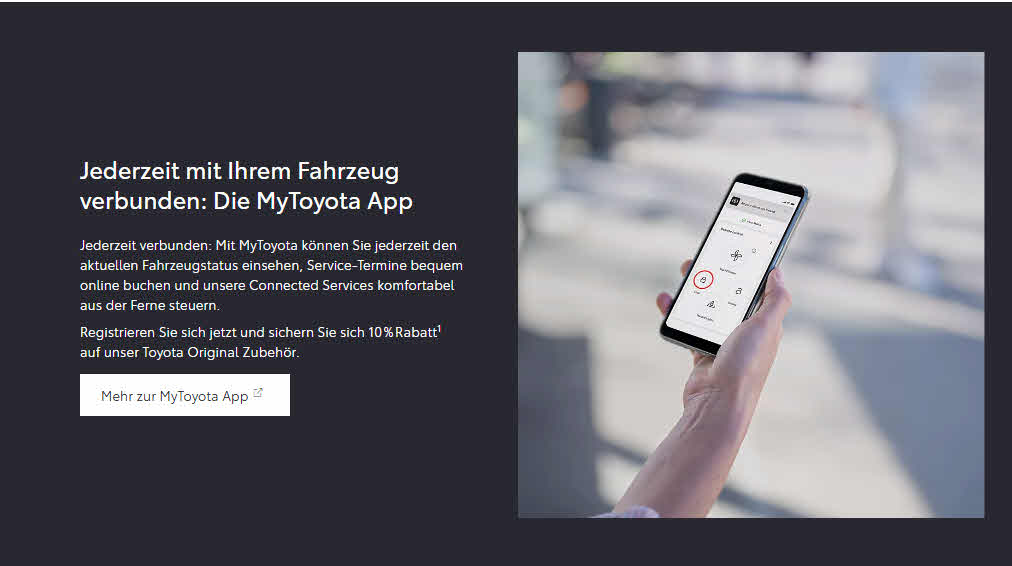 Jederzeit mit Ihrem Fahrzeug
verbunden: Die MyToyota App
Jederzeit verbunden: Mit MyToyota können Sie jederzeit den
aktuellen Fahrzeugstatus einsehen, Service-Termine bequem
online buchen und unsere Connected Services komfortabel
aus der Ferne steuern.
Registrieren Sie sich jetzt und sichern Sie sich 10 % Rabatt¹
auf unser Toyota Original Zubehör.
Mehr zur MyToyota App